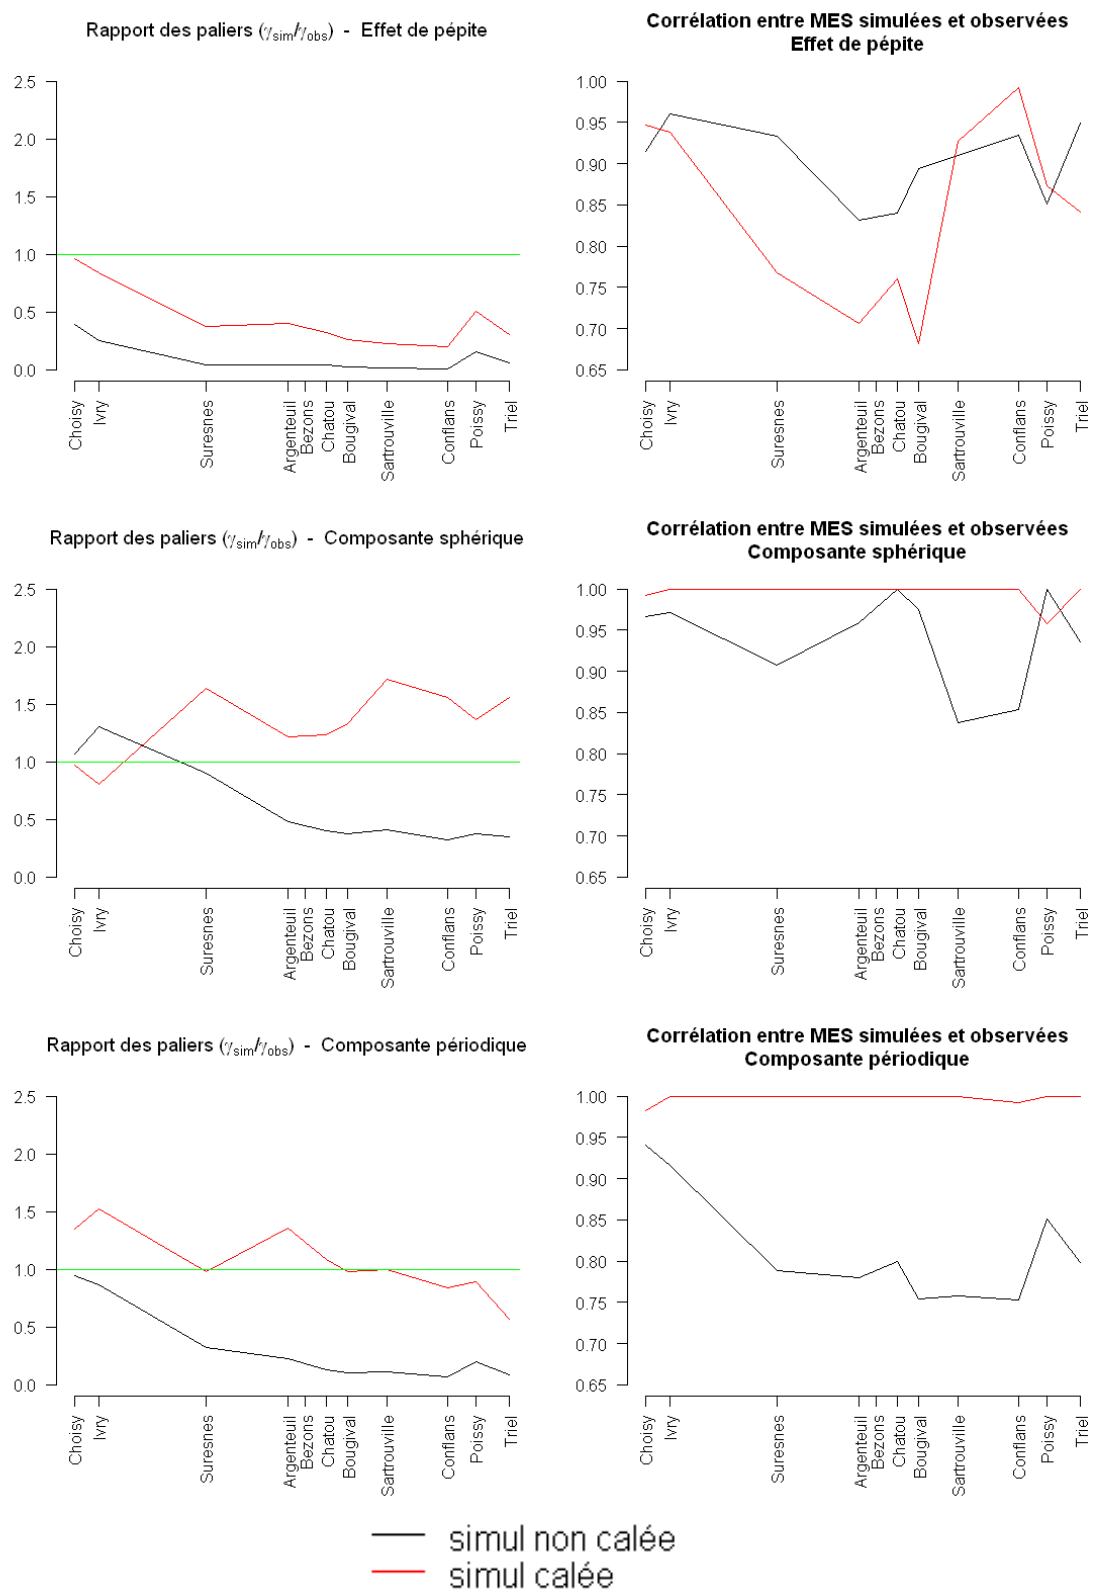 Rapport des paliers (γsim/γobs) - Effet de pépite
2.5
2.0
1.5
1.0
0.5
0.0
Choisy
Ivry
Suresnes
Argenteuil
Bezons
Chatou
Bougival
Sartrouville
Conflans
Poissy
Triel
Corrélation entre MES simulées et observées
Effet de pépite
1.00
0.95
0.90
0.85
0.80
0.75
0.70
0.65
Choisy
Ivry
Suresnes
Argenteuil
Bezons
Chatou
Bougival
Sartrouville
Conflans
Poissy
Triel
Rapport des paliers (γsim/γobs) - Composante sphérique
2.5
2.0
1.5
1.0
0.5
0.0
Choisy
Ivry
Suresnes
Argenteuil
Bezons
Chatou
Bougival
Sartrouville
Conflans
Poissy
Triel
Corrélation entre MES simulées et observées
Composante sphérique
1.00
0.95
0.90
0.85
0.80
0.75
0.70
0.65
Choisy
Ivry
Suresnes
Argenteuil
Bezons
Chatou
Bougival
Sartrouville
Conflans
Poissy
Triel
Rapport des paliers (γsim/γobs) - Composante périodique
2.5
2.0
1.5
1.0
0.5
0.0
Choisy
Ivry
Suresnes
Argenteuil
Bezons
Chatou
Bougival
Sartrouville
Conflans
Poissy
Triel
Corrélation entre MES simulées et observées
Composante périodique
1.00
0.95
0.90
0.85
0.80
0.75
0.70
0.65
Choisy
Ivry
Suresnes
Argenteuil
Bezons
Chatou
Bougival
Sartrouville
Conflans
Poissy
Triel
simul non calée
simul calée